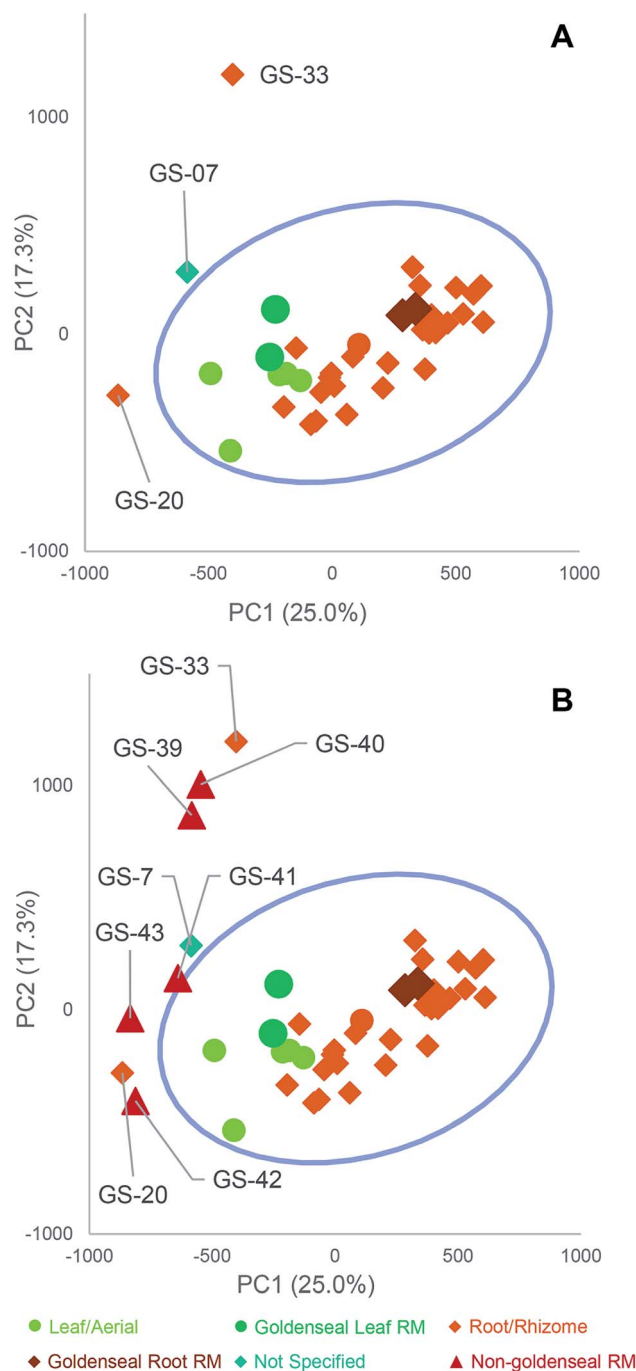 A
GS-33
1000
GS-07
PC2 (17.3%)
0
GS-20
-1000
-1000 -500 0 500 1000
PC1 (25.0%)
B
GS-33
GS-39 GS-40
1000
GS-7 GS-41
GS-43
PC2 (17.3%)
0
GS-42
GS-20
-1000
-1000 -500 0 500 1000
PC1 (25.0%)
Leaf/Aerial Goldenseal Leaf RM Root/Rhizome
Goldenseal Root RM Not Specified Non-goldenseal RM